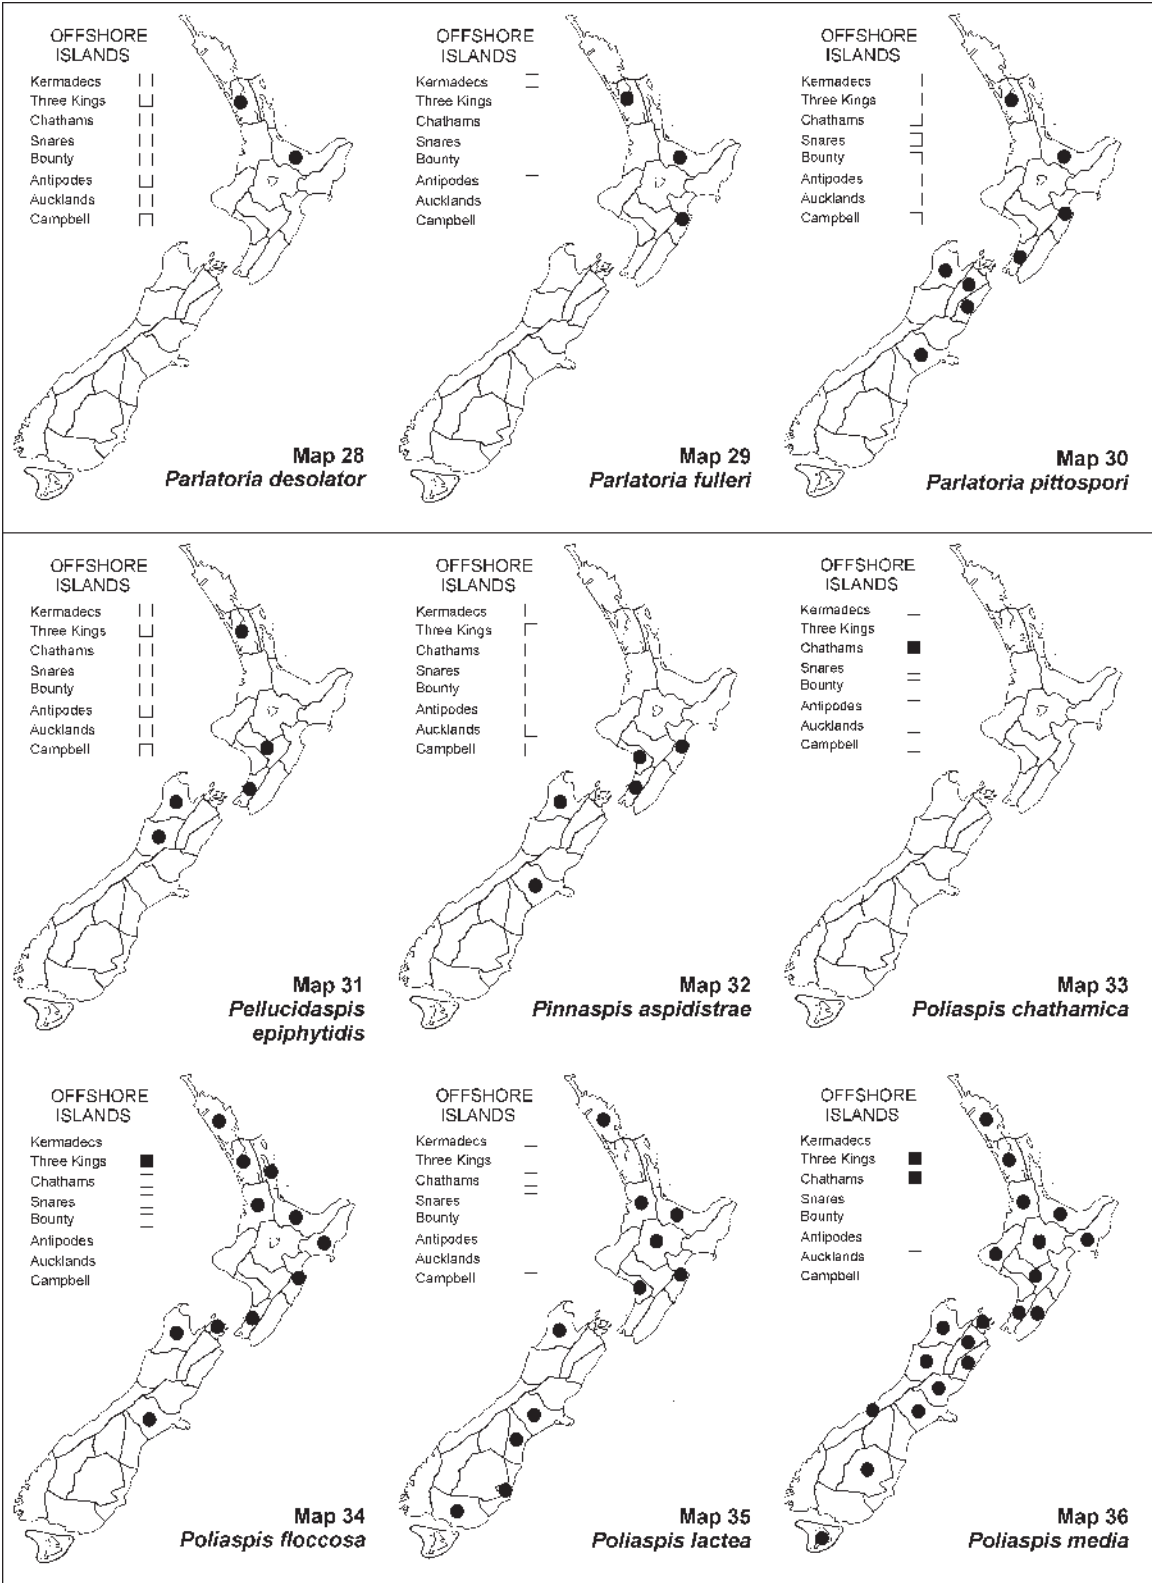 OFFSHORE
ISLANDS
Kermadecs
Three Kings
Chathams
Snares
Bounty
Antipodes
Aucklands
Campbell
Map 28
Parlatoria desolator
OFFSHORE
ISLANDS
Kermadecs
Three Kings
Chathams
Snares
Bounty
Antipodes
Aucklands
Campbell
Map 29
Parlatoria fulleri
OFFSHORE
ISLANDS
Kermadecs
Three Kings
Chathams
Snares
Bounty
Antipodes
Aucklands
Campbell
Map 30
Parlatoria pittospori
OFFSHORE
ISLANDS
Kermadecs
Three Kings
Chathams
Snares
Bounty
Antipodes
Aucklands
Campbell
Map 31
Pellucidaspis
epiphytidis
OFFSHORE
ISLANDS
Kermadecs
Three Kings
Chathams
Snares
Bounty
Antipodes
Aucklands
Campbell
Map 32
Pinnaspis aspidistrae
OFFSHORE
ISLANDS
Kermadecs
Three Kings
Chathams
Snares
Bounty
Antipodes
Aucklands
Campbell
Map 33
Poliaspis chathamica
OFFSHORE
ISLANDS
Kermadecs
Three Kings
Chathams
Snares
Bounty
Antipodes
Aucklands
Campbell
Map 34
Poliaspis floccosa
OFFSHORE
ISLANDS
Kermadecs
Three Kings
Chathams
Snares
Bounty
Antipodes
Aucklands
Campbell
Map 35
Poliaspis lactea
OFFSHORE
ISLANDS
Kermadecs
Three Kings
Chathams
Snares
Bounty
Antipodes
Aucklands
Campbell
Map 36
Poliaspis media